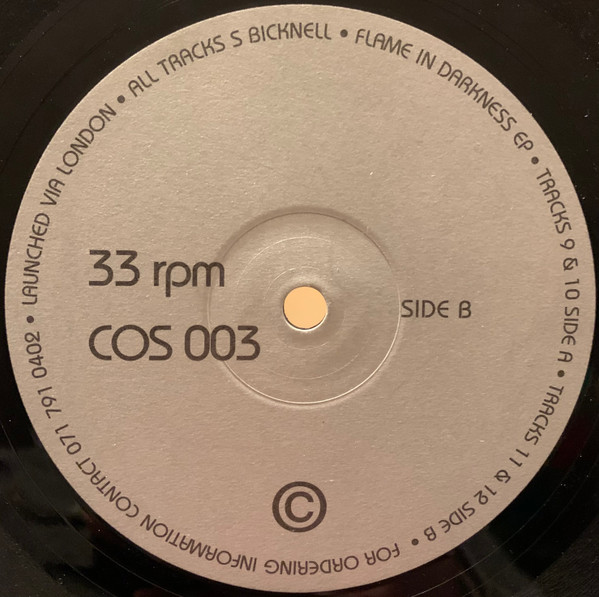 LAUNCHED VIA LONDON • ALL TRACKS S BICKNELL • FLAME IN DARKNESS EP • TRACKS 9 & 10 SIDE A • TRACKS 11 & 12 SIDE B • FOR ORDERING INFORMATION CONTACT 071 791 0402 •
33 rpm
COS 003
SIDE B
©